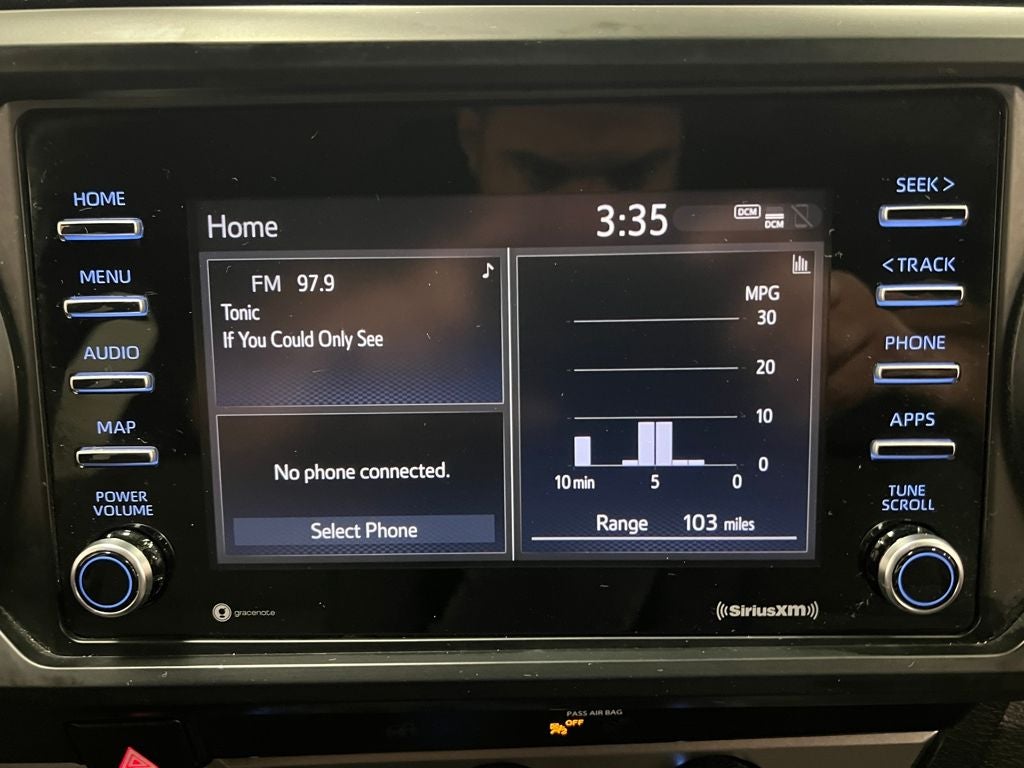 HOME
MENU
AUDIO
MAP
POWER
VOLUME
Home
3:35
DCM
DCM
FM 97.9
Tonic
If You Could Only See
No phone connected.
Select Phone
MPG
30
20
10
0
10 min 5 0
Range 103 miles
SEEK >
< TRACK
PHONE
APPS
TUNE
SCROLL
gracenote
((SiriusXM))
PASS AIR BAG
OFF